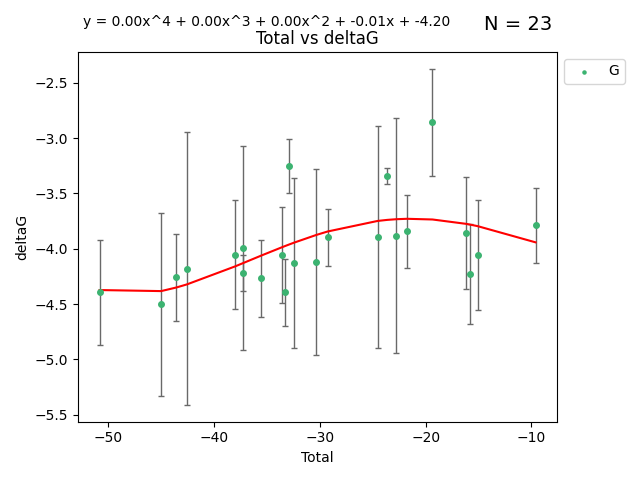 y = 0.00x^4 + 0.00x^3 + 0.00x^2 + -0.01x + -4.20
N = 23
Total vs deltaG
G
−2.5
−3.0
−3.5
−4.0
−4.5
−5.0
−5.5
deltaG
−50 −40 −30 −20 −10
Total